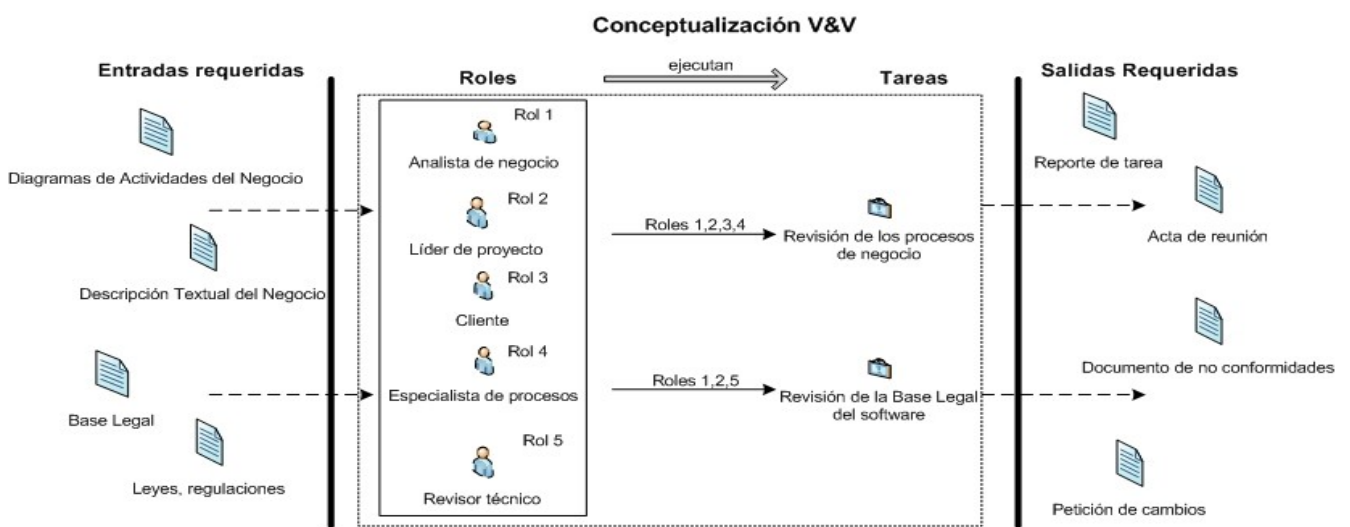 Conceptualización V&V
Entradas requeridas
Diagramas de Actividades del Negocio
Descripción Textual del Negocio
Base Legal
Leyes, regulaciones
Roles
ejecutan
Tareas
Rol 1
Analista de negocio
Rol 2
Líder de proyecto
Rol 3
Cliente
Rol 4
Especialista de procesos
Rol 5
Revisor técnico
Roles 1,2,3,4
Revisión de los procesos
de negocio
Roles 1,2,5
Revisión de la Base Legal
del software
Salidas Requeridas
Reporte de tarea
Acta de reunión
Documento de no conformidades
Petición de cambios